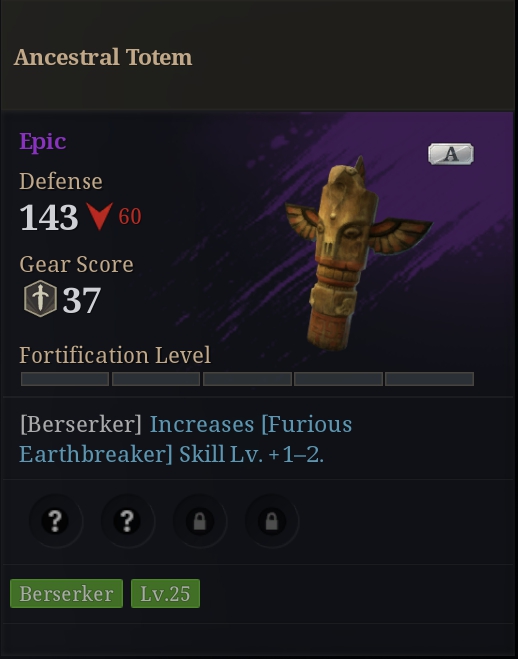 Ancestral Totem
Epic
A
Defense
143 60
Gear Score
37
Fortification Level
[Berserker] Increases [Furious
Earthbreaker] Skill Lv. +1–2.
? ?
Berserker Lv.25